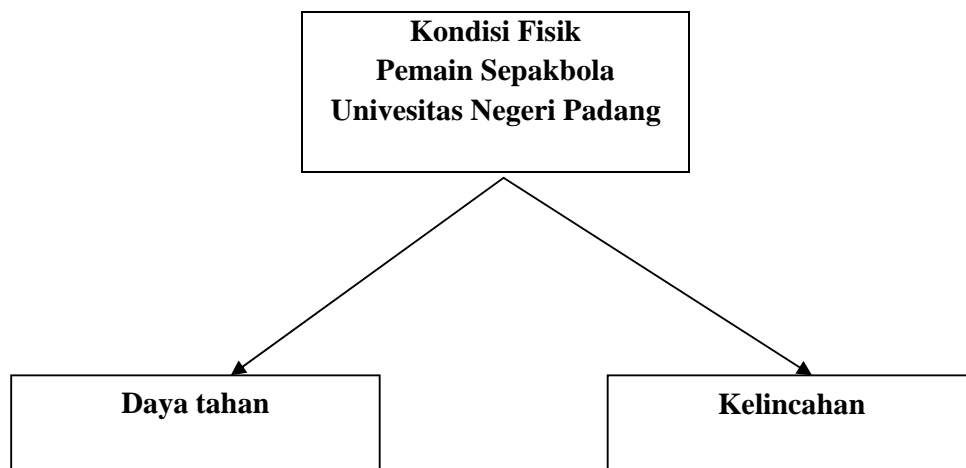 Kondisi Fisik
Pemain Sepakbola
Univesitas Negeri Padang
Daya tahan
Kelincahan